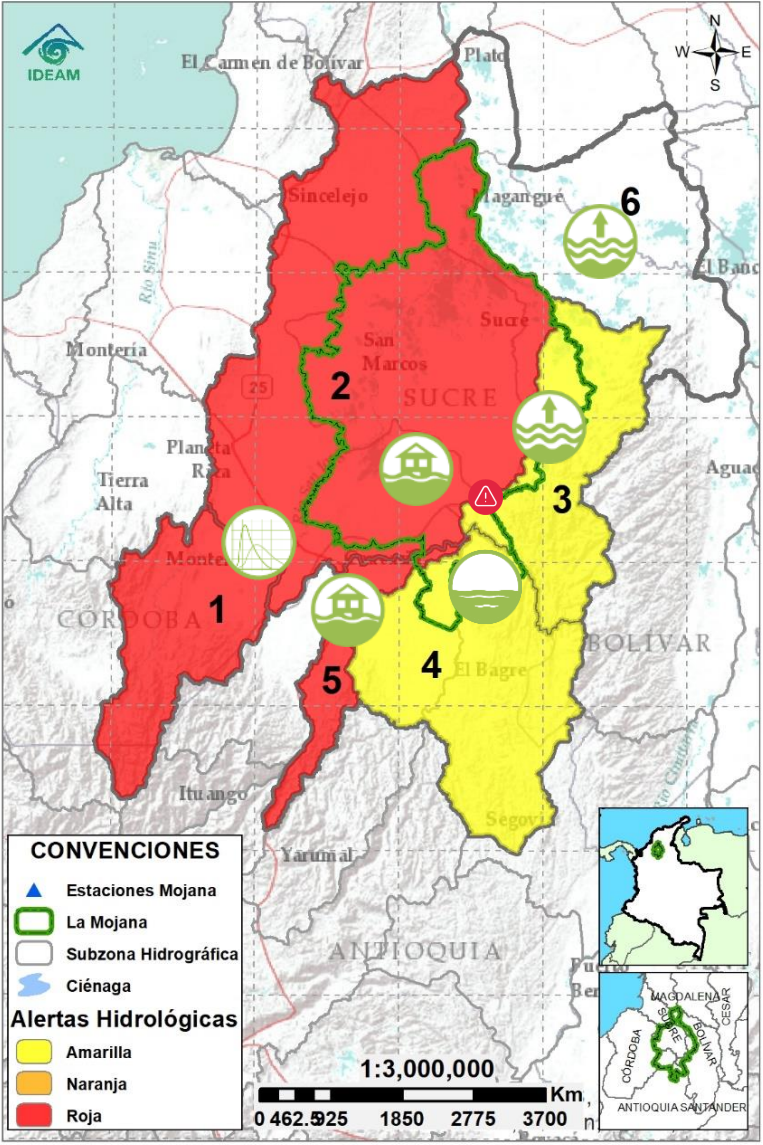 IDEAM
N
W E
S
El Carmen de Bolívar
Plato
Sincelejo
Magangué
6
Río Sinu
El Banc
Montería
San
Marcos
Sucre
2
SUCRE
25
Planeta
Rica
Tierra
Alta
Aguac
3
Monte
CÓRDOBA
1
BOLÍVAR
4
El Bagre
5
Ituango
Segovi
Yarumal
ANTIOQUIA
Puerto
Ber
CONVENCIONES
Estaciones Mojana
La Mojana
Subzona Hidrográfica
Ciénaga
Alertas Hidrológicas
Amarilla
Naranja
Roja
1:3,000,000
Km
0 462.5 925 1850 2775 3700
MAGDALENA
CESAR
SUCRE
BOLÍVAR
CÓRDOBA
ANTIOQUIA SANTANDER